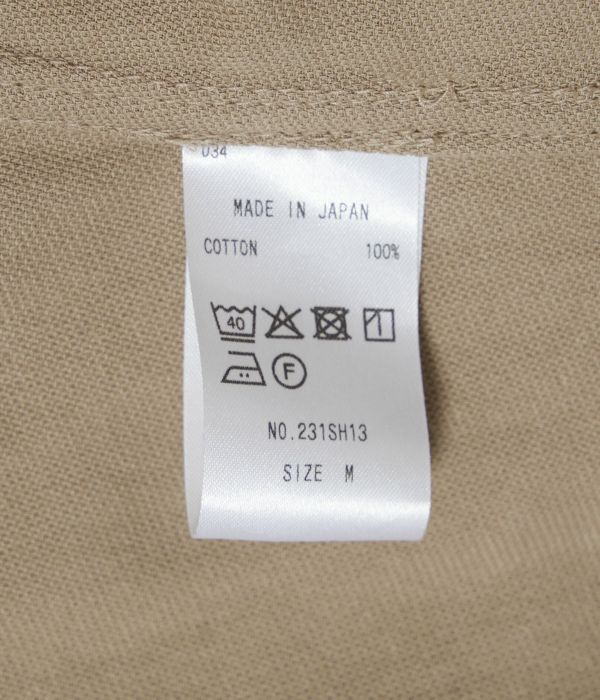 034
MADE IN JAPAN
COTTON 100%
40
F
NO.231SH13
SIZE M